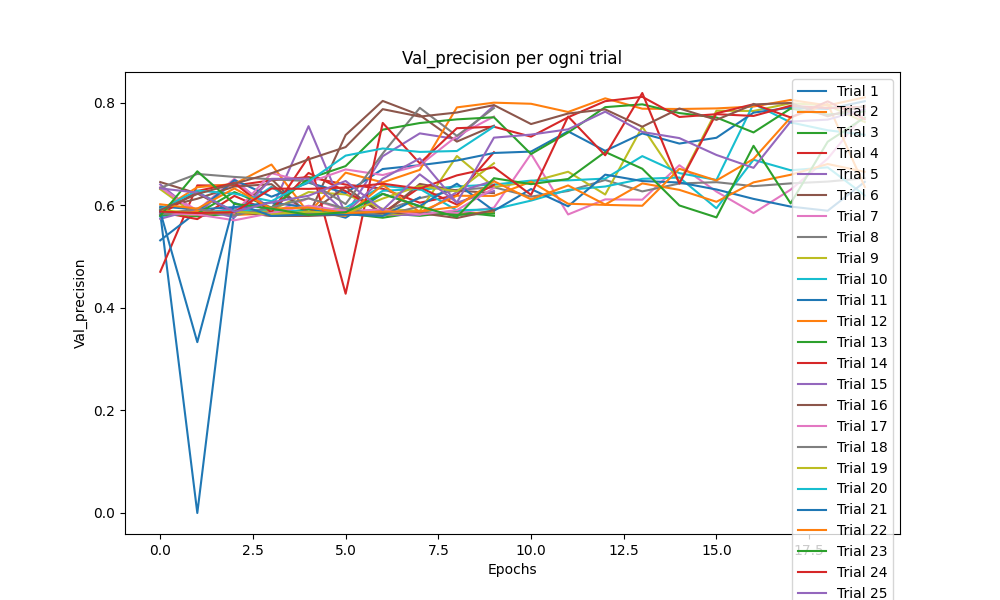 Val_precision per ogni trial
Val_precision
0.8
0.6
0.4
0.2
0.0
0.0
2.5
5.0
7.5
10.0
12.5
15.0
17.5
Epochs
Trial 1
Trial 2
Trial 3
Trial 4
Trial 5
Trial 6
Trial 7
Trial 8
Trial 9
Trial 10
Trial 11
Trial 12
Trial 13
Trial 14
Trial 15
Trial 16
Trial 17
Trial 18
Trial 19
Trial 20
Trial 21
Trial 22
Trial 23
Trial 24
Trial 25